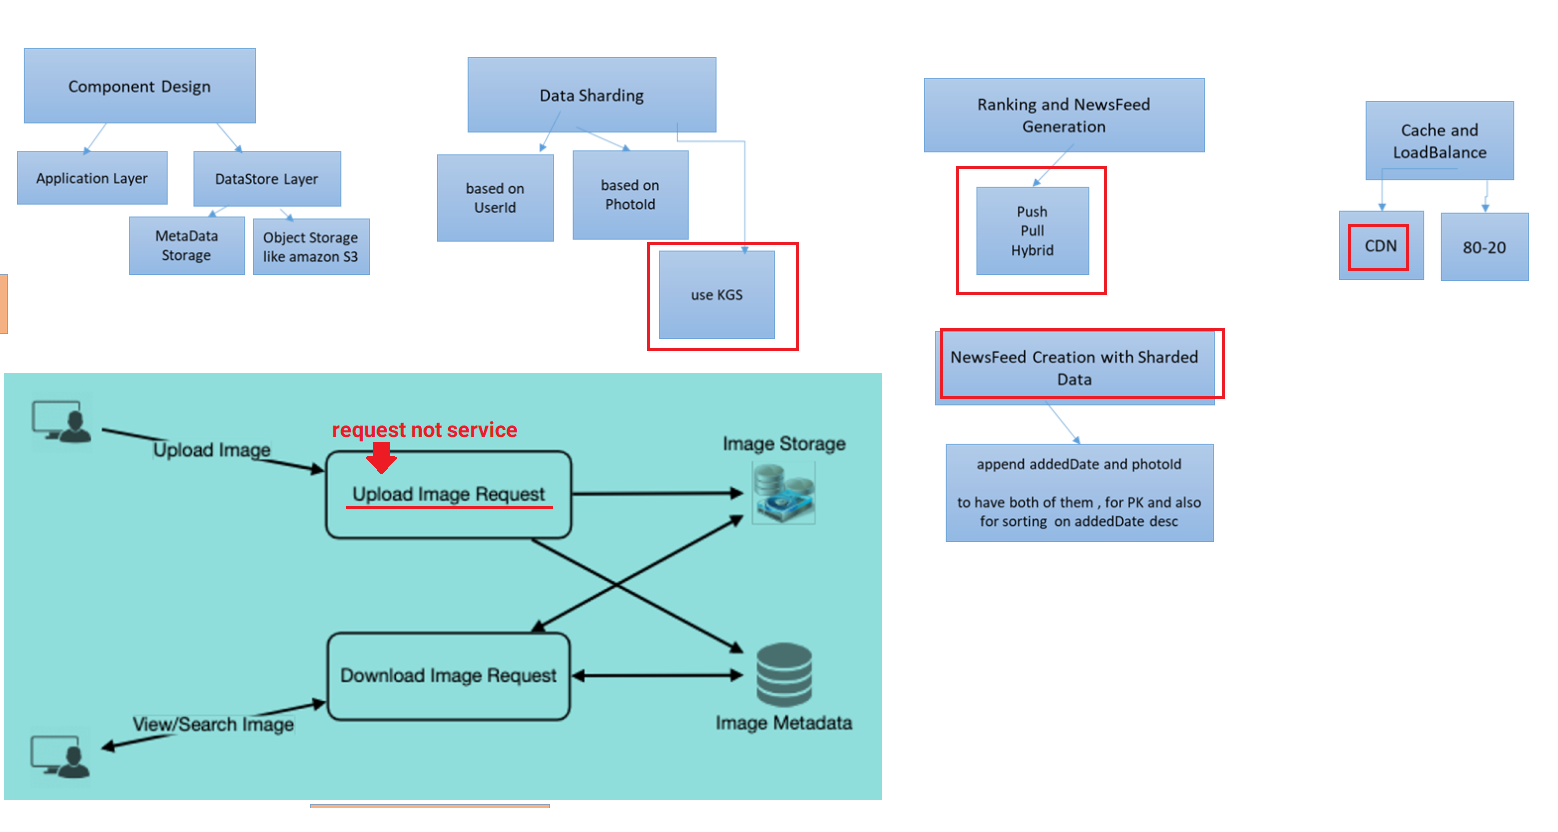 Component Design
Application Layer
DataStore Layer
MetaData
Storage
Object Storage
like amazon S3
Data Sharding
based on
UserId
based on
PhotoId
use KGS
Ranking and NewsFeed
Generation
Push
Pull
Hybrid
Cache and
LoadBalance
CDN
80-20
NewsFeed Creation with Sharded
Data
append addedDate and photoId
to have both of them , for PK and also
for sorting on addedDate desc
request not service
Upload Image
Upload Image Request
Image Storage
Download Image Request
View/Search Image
Image Metadata